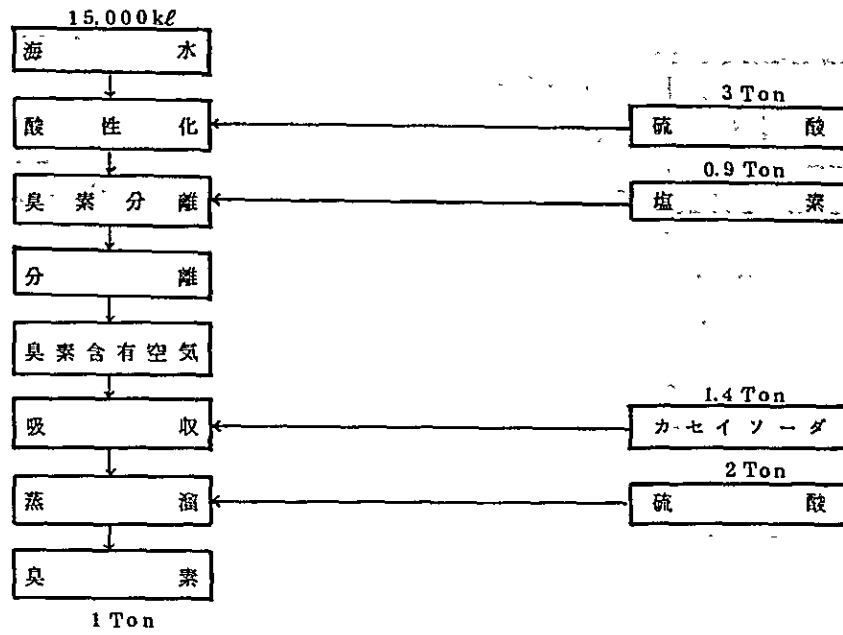 15,000kℓ
海水
酸性化
3 Ton
硫酸
臭素分離
0.9 Ton
塩素
分離
臭素含有空気
吸収
1.4 Ton
カセイソーダ
蒸溜
2 Ton
硫酸
臭素
1 Ton